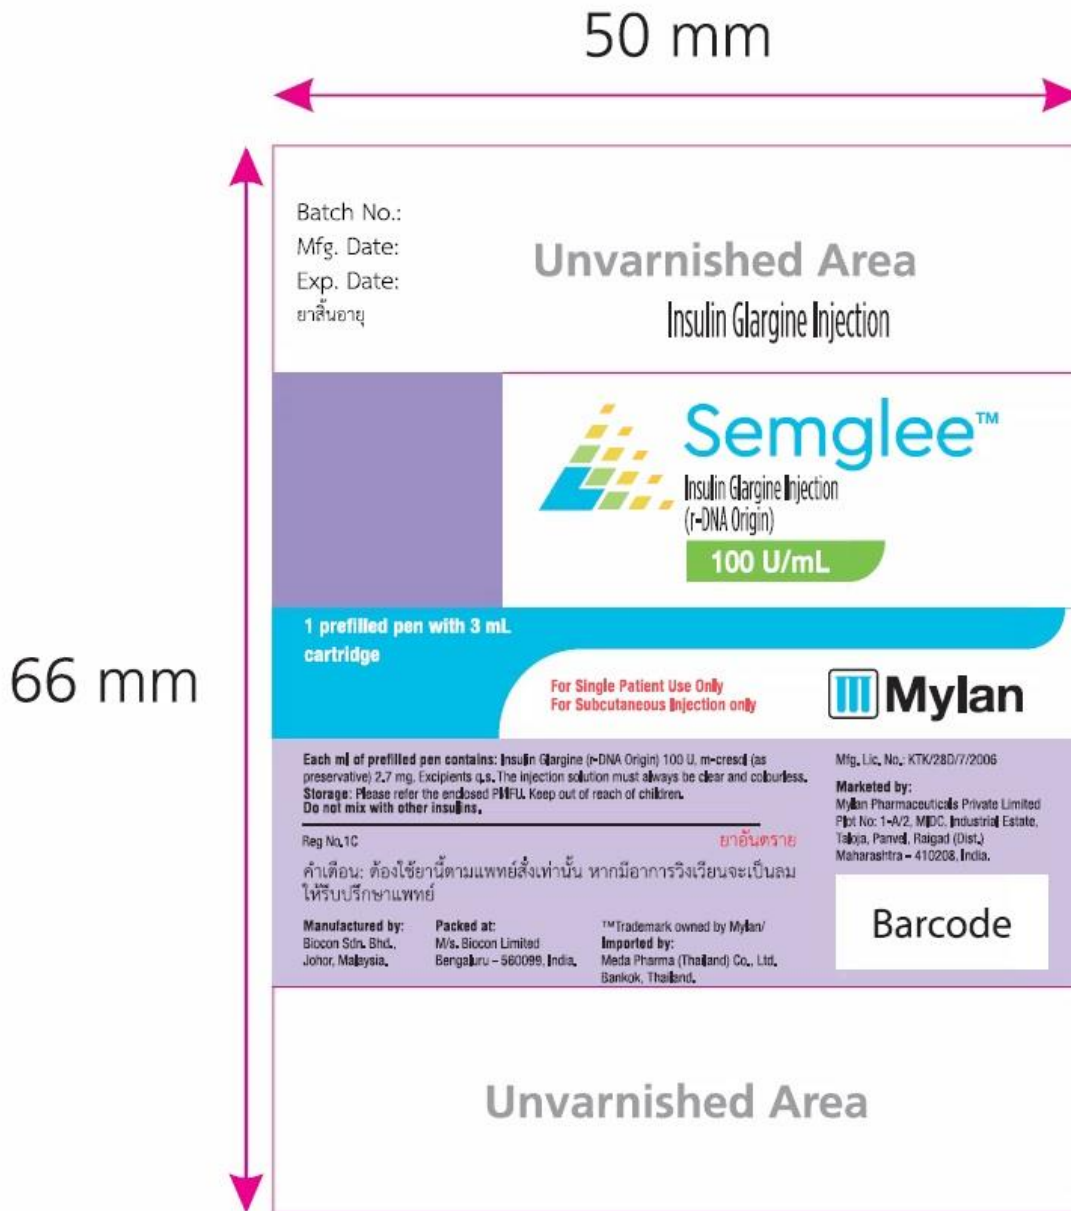 50 mm
66 mm
Batch No.:
Mfg. Date:
Exp. Date:
ยาสิ้นอายุ
Unvarnished Area
Insulin Glargine Injection
Semglee™
Insulin Glargine Injection
(r-DNA Origin)
100 U/mL
1 prefilled pen with 3 mL
cartridge
For Single Patient Use Only
For Subcutaneous Injection only
Mylan
Each ml of prefilled pen contains: Insulin Glargine (r-DNA Origin) 100 U, m-cresol (as
preservative) 2.7 mg, Excipients q.s. The injection solution must always be clear and colourless.
Storage: Please refer the enclosed PMFU. Keep out of reach of children.
Do not mix with other insulins.
Reg No.1C
ยาอันตราย
คำเตือน: ต้องใช้ยานี้ตามแพทย์สั่งเท่านั้น หากมีอาการวิงเวียนจะเป็นลม
ให้รีบปรึกษาแพทย์
Manufactured by:
Biocon Sdn. Bhd.,
Johor, Malaysia.
Packed at:
M/s. Biocon Limited
Bengaluru – 560099, India.
™Trademark owned by Mylan/
Imported by:
Meda Pharma (Thailand) Co., Ltd.
Bankok, Thailand.
Mfg. Lic. No.: KTK/28D/7/2006
Marketed by:
Mylan Pharmaceuticals Private Limited
Plot No: 1-A/2, MIDC, Industrial Estate,
Taloja, Panvel, Raigad (Dist.)
Maharashtra – 410208, India.
Barcode
Unvarnished Area